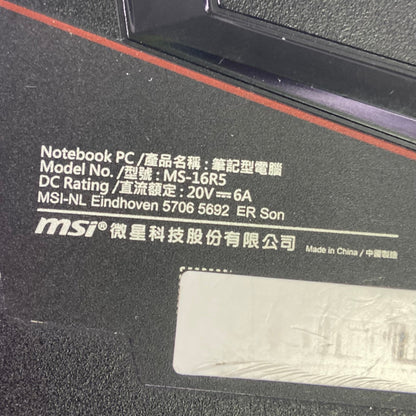 Notebook PC /產品名稱 : 筆記型電腦
Model No. /型號 : MS-16R5
DC Rating /直流額定 : 20V⎓6A
MSI-NL Eindhoven 5706 5692 ER Son
msi® 微星科技股份有限公司 Made in China / 中國製造